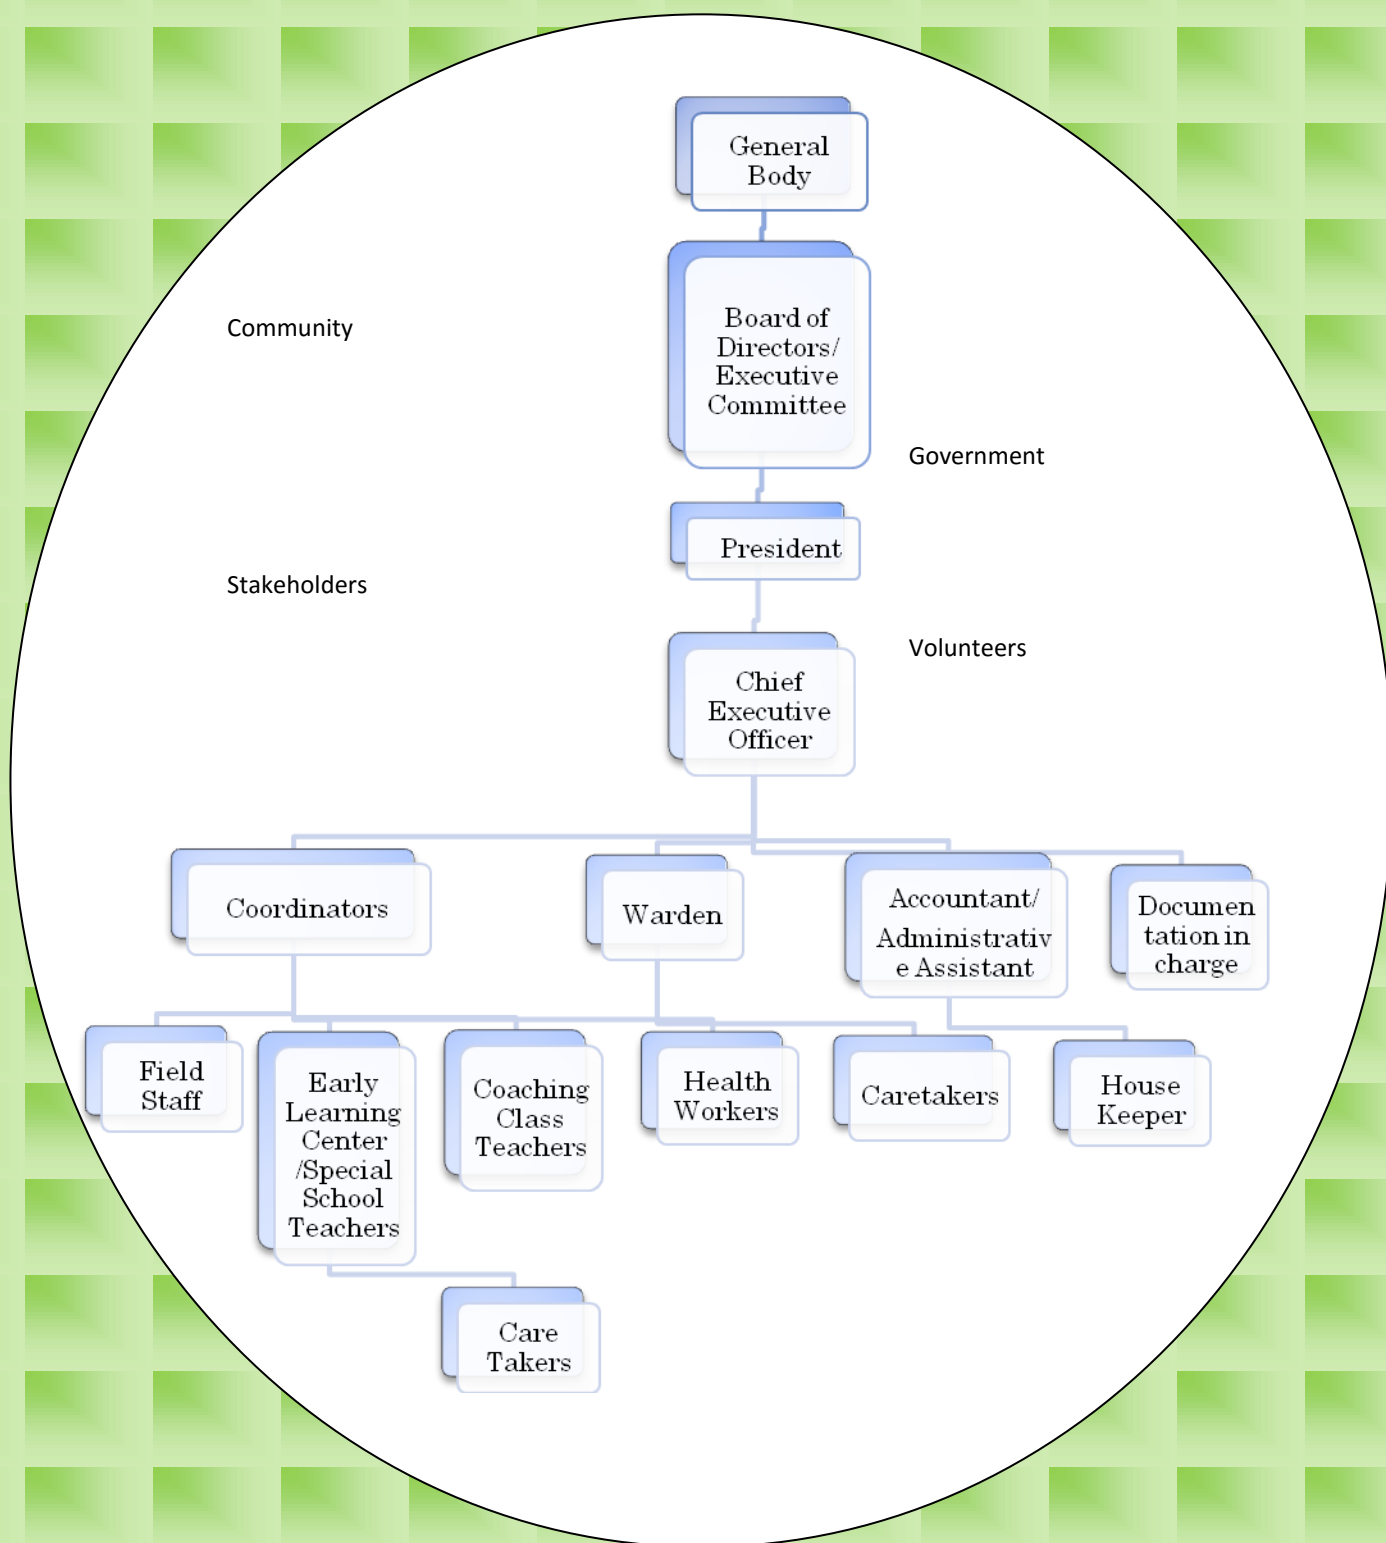 General
Body
Board of
Directors/
Executive
Committee
Community
Government
President
Stakeholders
Volunteers
Chief
Executive
Officer
Coordinators
Warden
Accountant/
Administrativ
e Assistant
Documen
tation in
charge
Field
Staff
Early
Learning
Center
/Special
School
Teachers
Coaching
Class
Teachers
Health
Workers
Caretakers
House
Keeper
Care
Takers